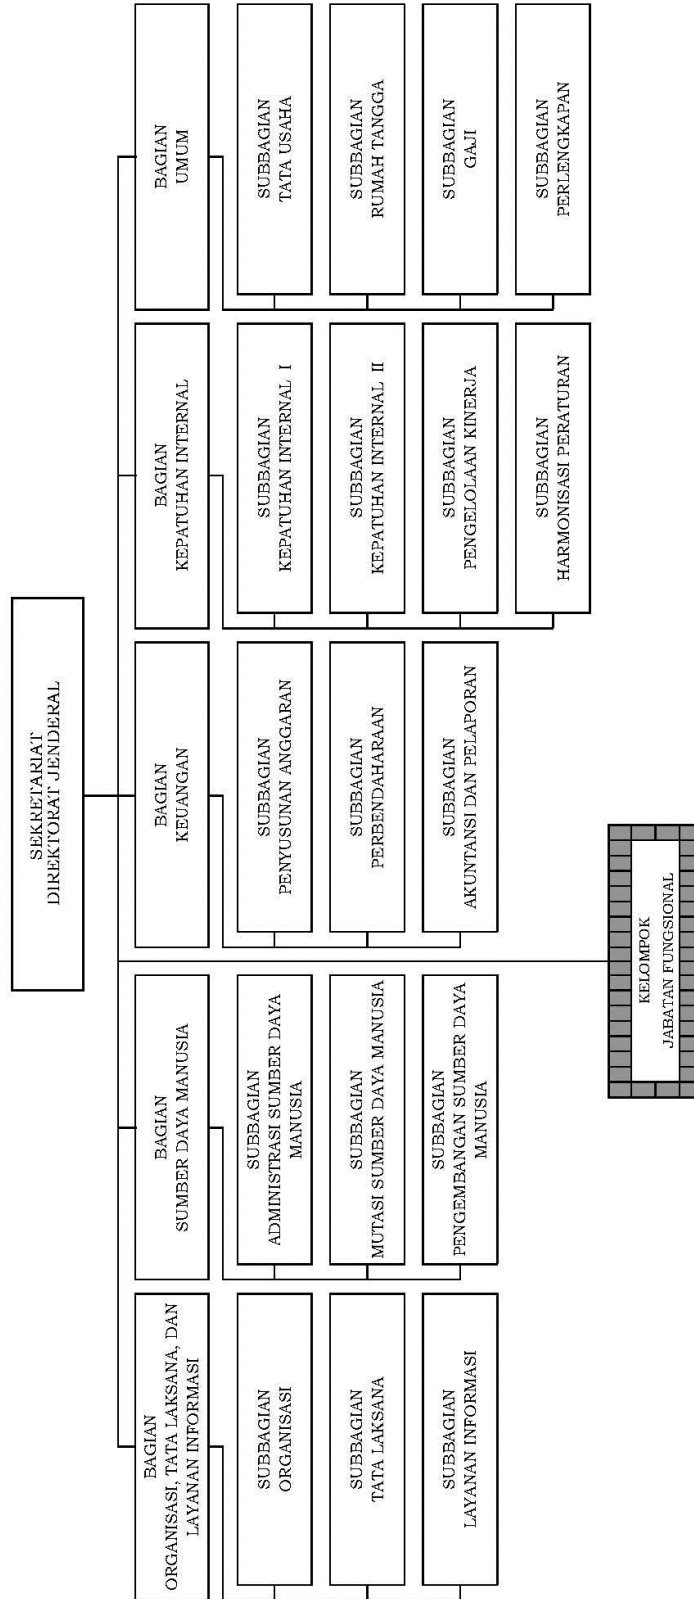 SEKRETARIAT
DIREKTORAT JENDERAL
BAGIAN
ORGANISASI, TATA LAKSANA, DAN
LAYANAN INFORMASI
BAGIAN
SUMBER DAYA MANUSIA
BAGIAN
KEUANGAN
BAGIAN
KEPATUHAN INTERNAL
BAGIAN
UMUM
SUBBAGIAN
ORGANISASI
SUBBAGIAN
ADMINISTRASI SUMBER DAYA
MANUSIA
SUBBAGIAN
PENYUSUNAN ANGGARAN
SUBBAGIAN
KEPATUHAN INTERNAL I
SUBBAGIAN
TATA USAHA
SUBBAGIAN
TATA LAKSANA
SUBBAGIAN
MUTASI SUMBER DAYA MANUSIA
SUBBAGIAN
PERBENDAHARAAN
SUBBAGIAN
KEPATUHAN INTERNAL II
SUBBAGIAN
RUMAH TANGGA
SUBBAGIAN
LAYANAN INFORMASI
SUBBAGIAN
PENGEMBANGAN SUMBER DAYA
MANUSIA
SUBBAGIAN
AKUNTANSI DAN PELAPORAN
SUBBAGIAN
PENGELOLAAN KINERJA
SUBBAGIAN
GAJI
SUBBAGIAN
HARMONISASI PERATURAN
SUBBAGIAN
PERLENGKAPAN
KELOMPOK
JABATAN FUNGSIONAL